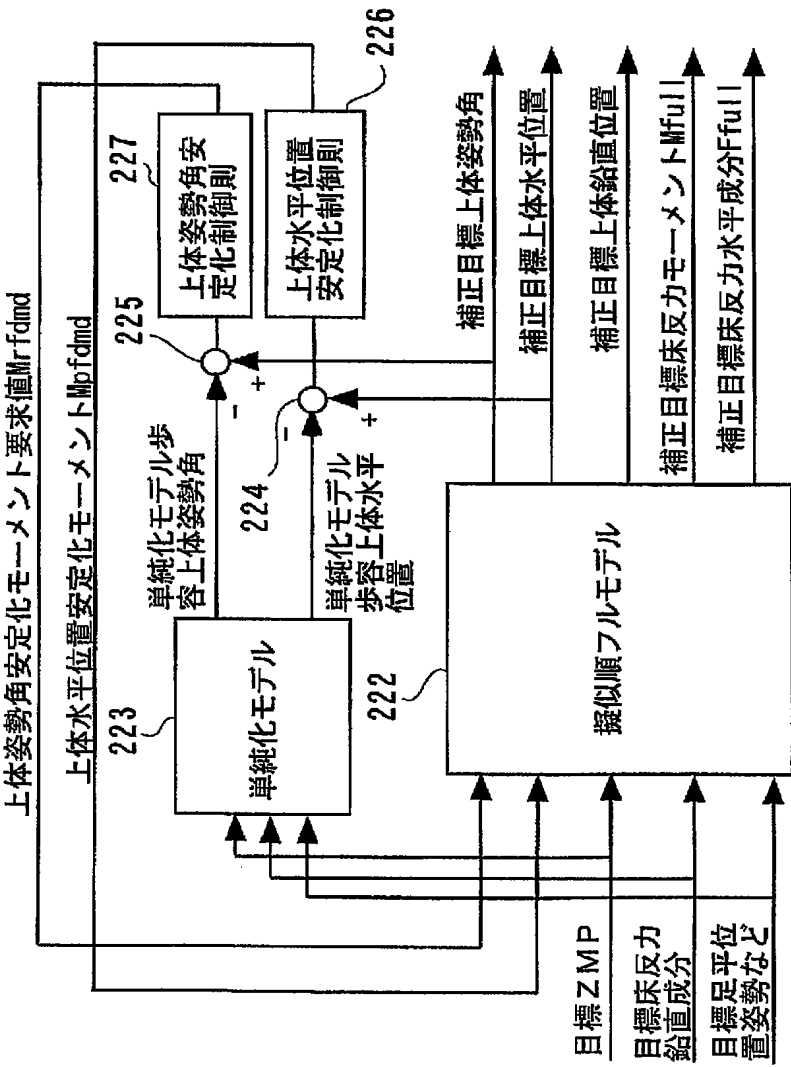 上体姿勢角安定化モーメント要求値Mrfdmd
上体水平位置安定化モーメントMpfdmd
223
単純化モデル
単純化モデル歩
容上体姿勢角
単純化モデル
歩容上体水平
位置
225
-
+
224
-
+
227
上体姿勢角安
定化制御則
上体水平位置
安定化制御則
226
目標ZMP
目標床反力
鉛直成分
目標足平位
置姿勢など
222
擬似順フルモデル
補正目標上体姿勢角
補正目標上体水平位置
補正目標上体鉛直位置
補正目標床反力モーメントMfull
補正目標床反力水平成分Ffull